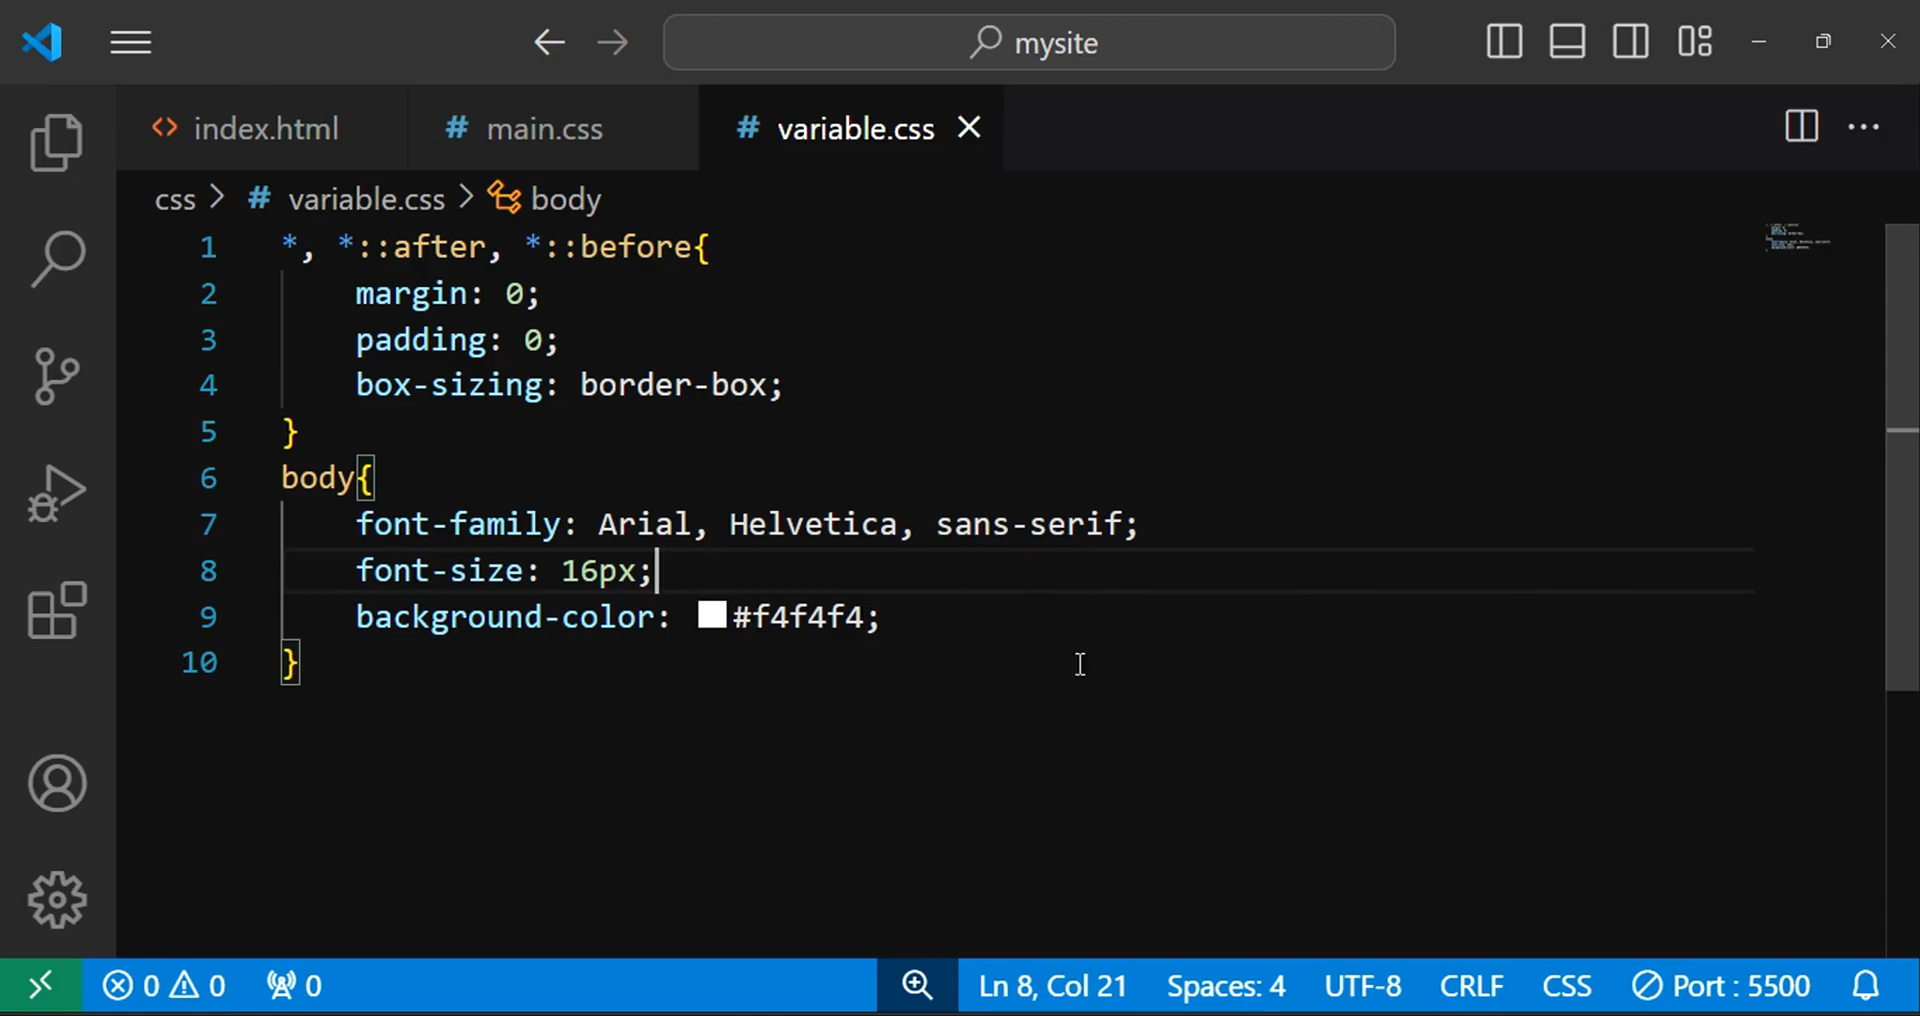 mysite
index.html
# main.css
# variable.css
css > # variable.css > body
1 *, *::after, *::before{
2     margin: 0;
3     padding: 0;
4     box-sizing: border-box;
5 }
6 body{
7     font-family: Arial, Helvetica, sans-serif;
8     font-size: 16px;
9     background-color: #f4f4f4;
10 }
0 0 0 Ln 8, Col 21 Spaces: 4 UTF-8 CRLF CSS Port : 5500